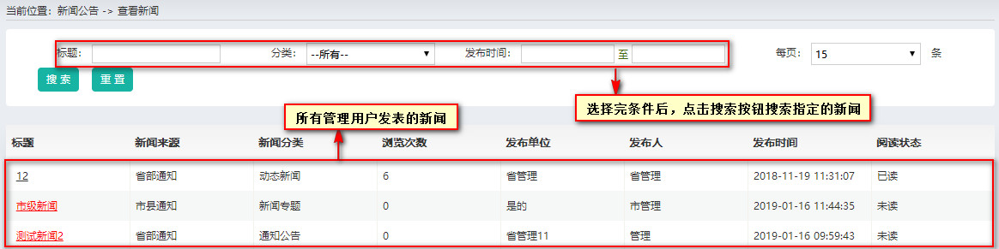 当前位置：新闻公告 -> 查看新闻
标题： 分类： --所有-- 发布时间： 至 每页： 15 条
搜 索 重 置
选择完条件后，点击搜索按钮搜索指定的新闻
所有管理用户发表的新闻
标题 新闻来源 新闻分类 浏览次数 发布单位 发布人 发布时间 阅读状态
12 省部通知 动态新闻 6 省管理 省管理 2018-11-19 11:31:07 已读
市级新闻 市县通知 新闻专题 0 是的 市管理 2019-01-16 11:44:35 未读
测试新闻2 省部通知 通知公告 0 省管理11 管理 2019-01-16 09:59:43 未读